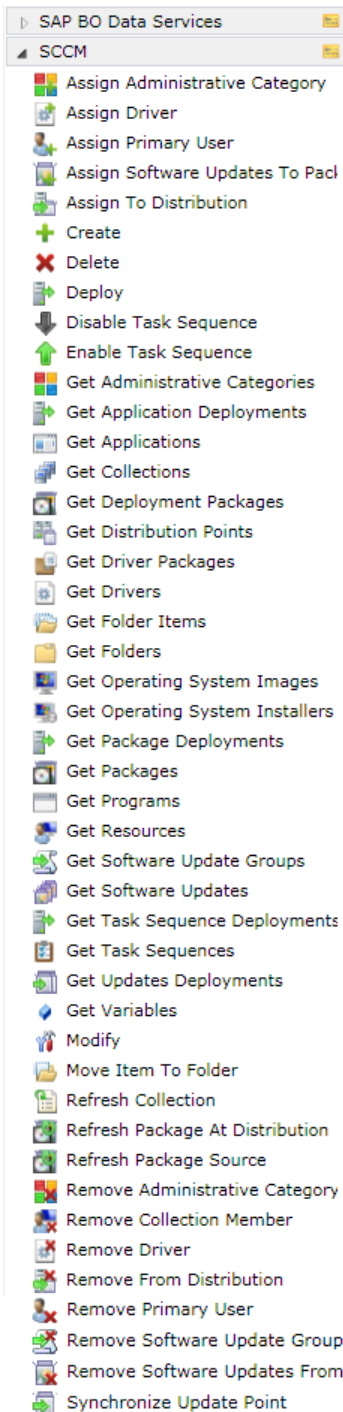 SAP BO Data Services
SCCM
Assign Administrative Category
Assign Driver
Assign Primary User
Assign Software Updates To
Assign To Distribution
Create
Delete
Deploy
Disable Task Sequence
Enable Task Sequence
Get Administrative Categories
Get Application Deployments
Get Applications
Get Collections
Get Deployment Packages
Get Distribution Points
Get Driver Packages
Get Drivers
Get Folder Items
Get Folders
Get Operating System Images
Get Operating System Installers
Get Package Deployments
Get Packages
Get Programs
Get Resources
Get Software Update Groups
Get Software Updates
Get Task Sequence Deployments
Get Task Sequences
Get Updates Deployments
Get Variables
Modify
Move Item To Folder
Refresh Collection
Refresh Package At Distribution
Refresh Package Source
Remove Administrative Category
Remove Collection Member
Remove Driver
Remove From Distribution
Remove Primary User
Remove Software Update Group
Remove Software Updates From
Synchronize Update Point